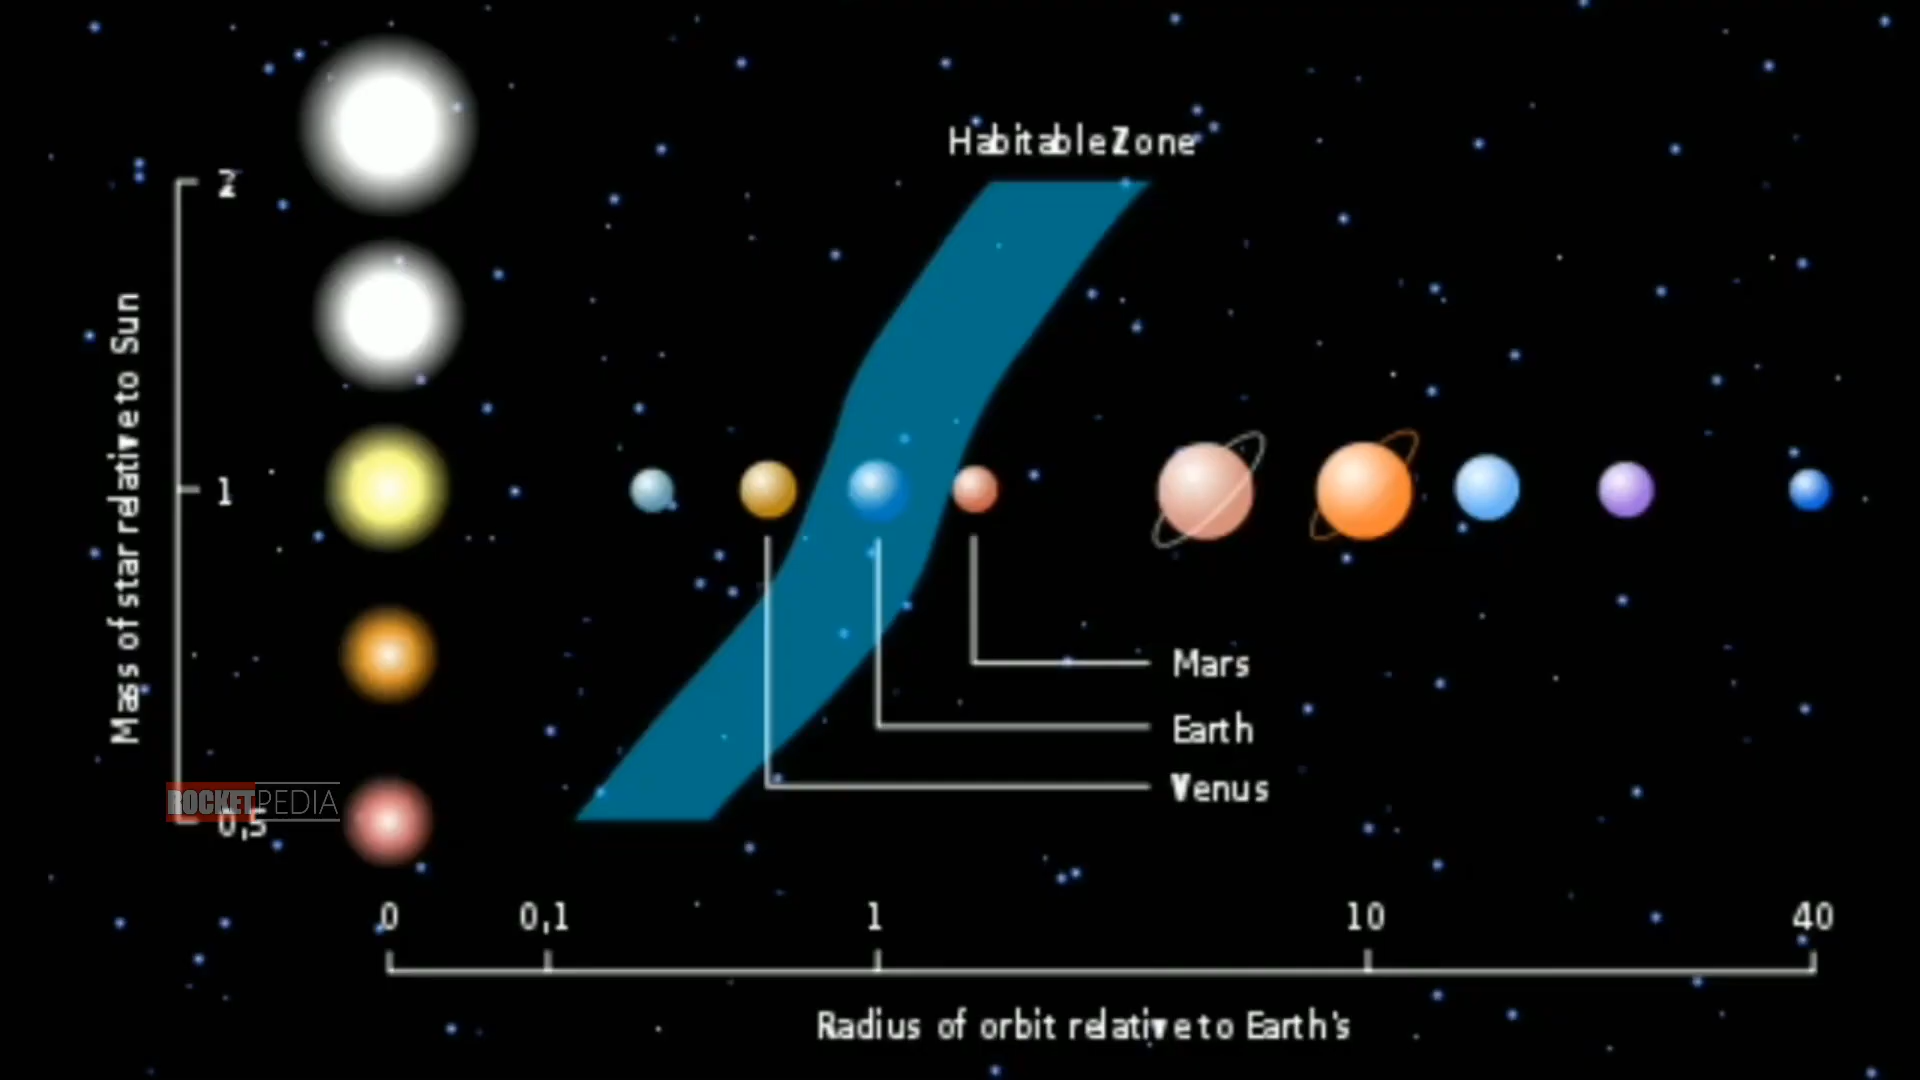 Habitable Zone
2
Mass of star relative to Sun
1
Mars
Earth
Venus
ROCKETPEDIA
0,5
0 0,1 1 10 40
Radius of orbit relative to Earth's